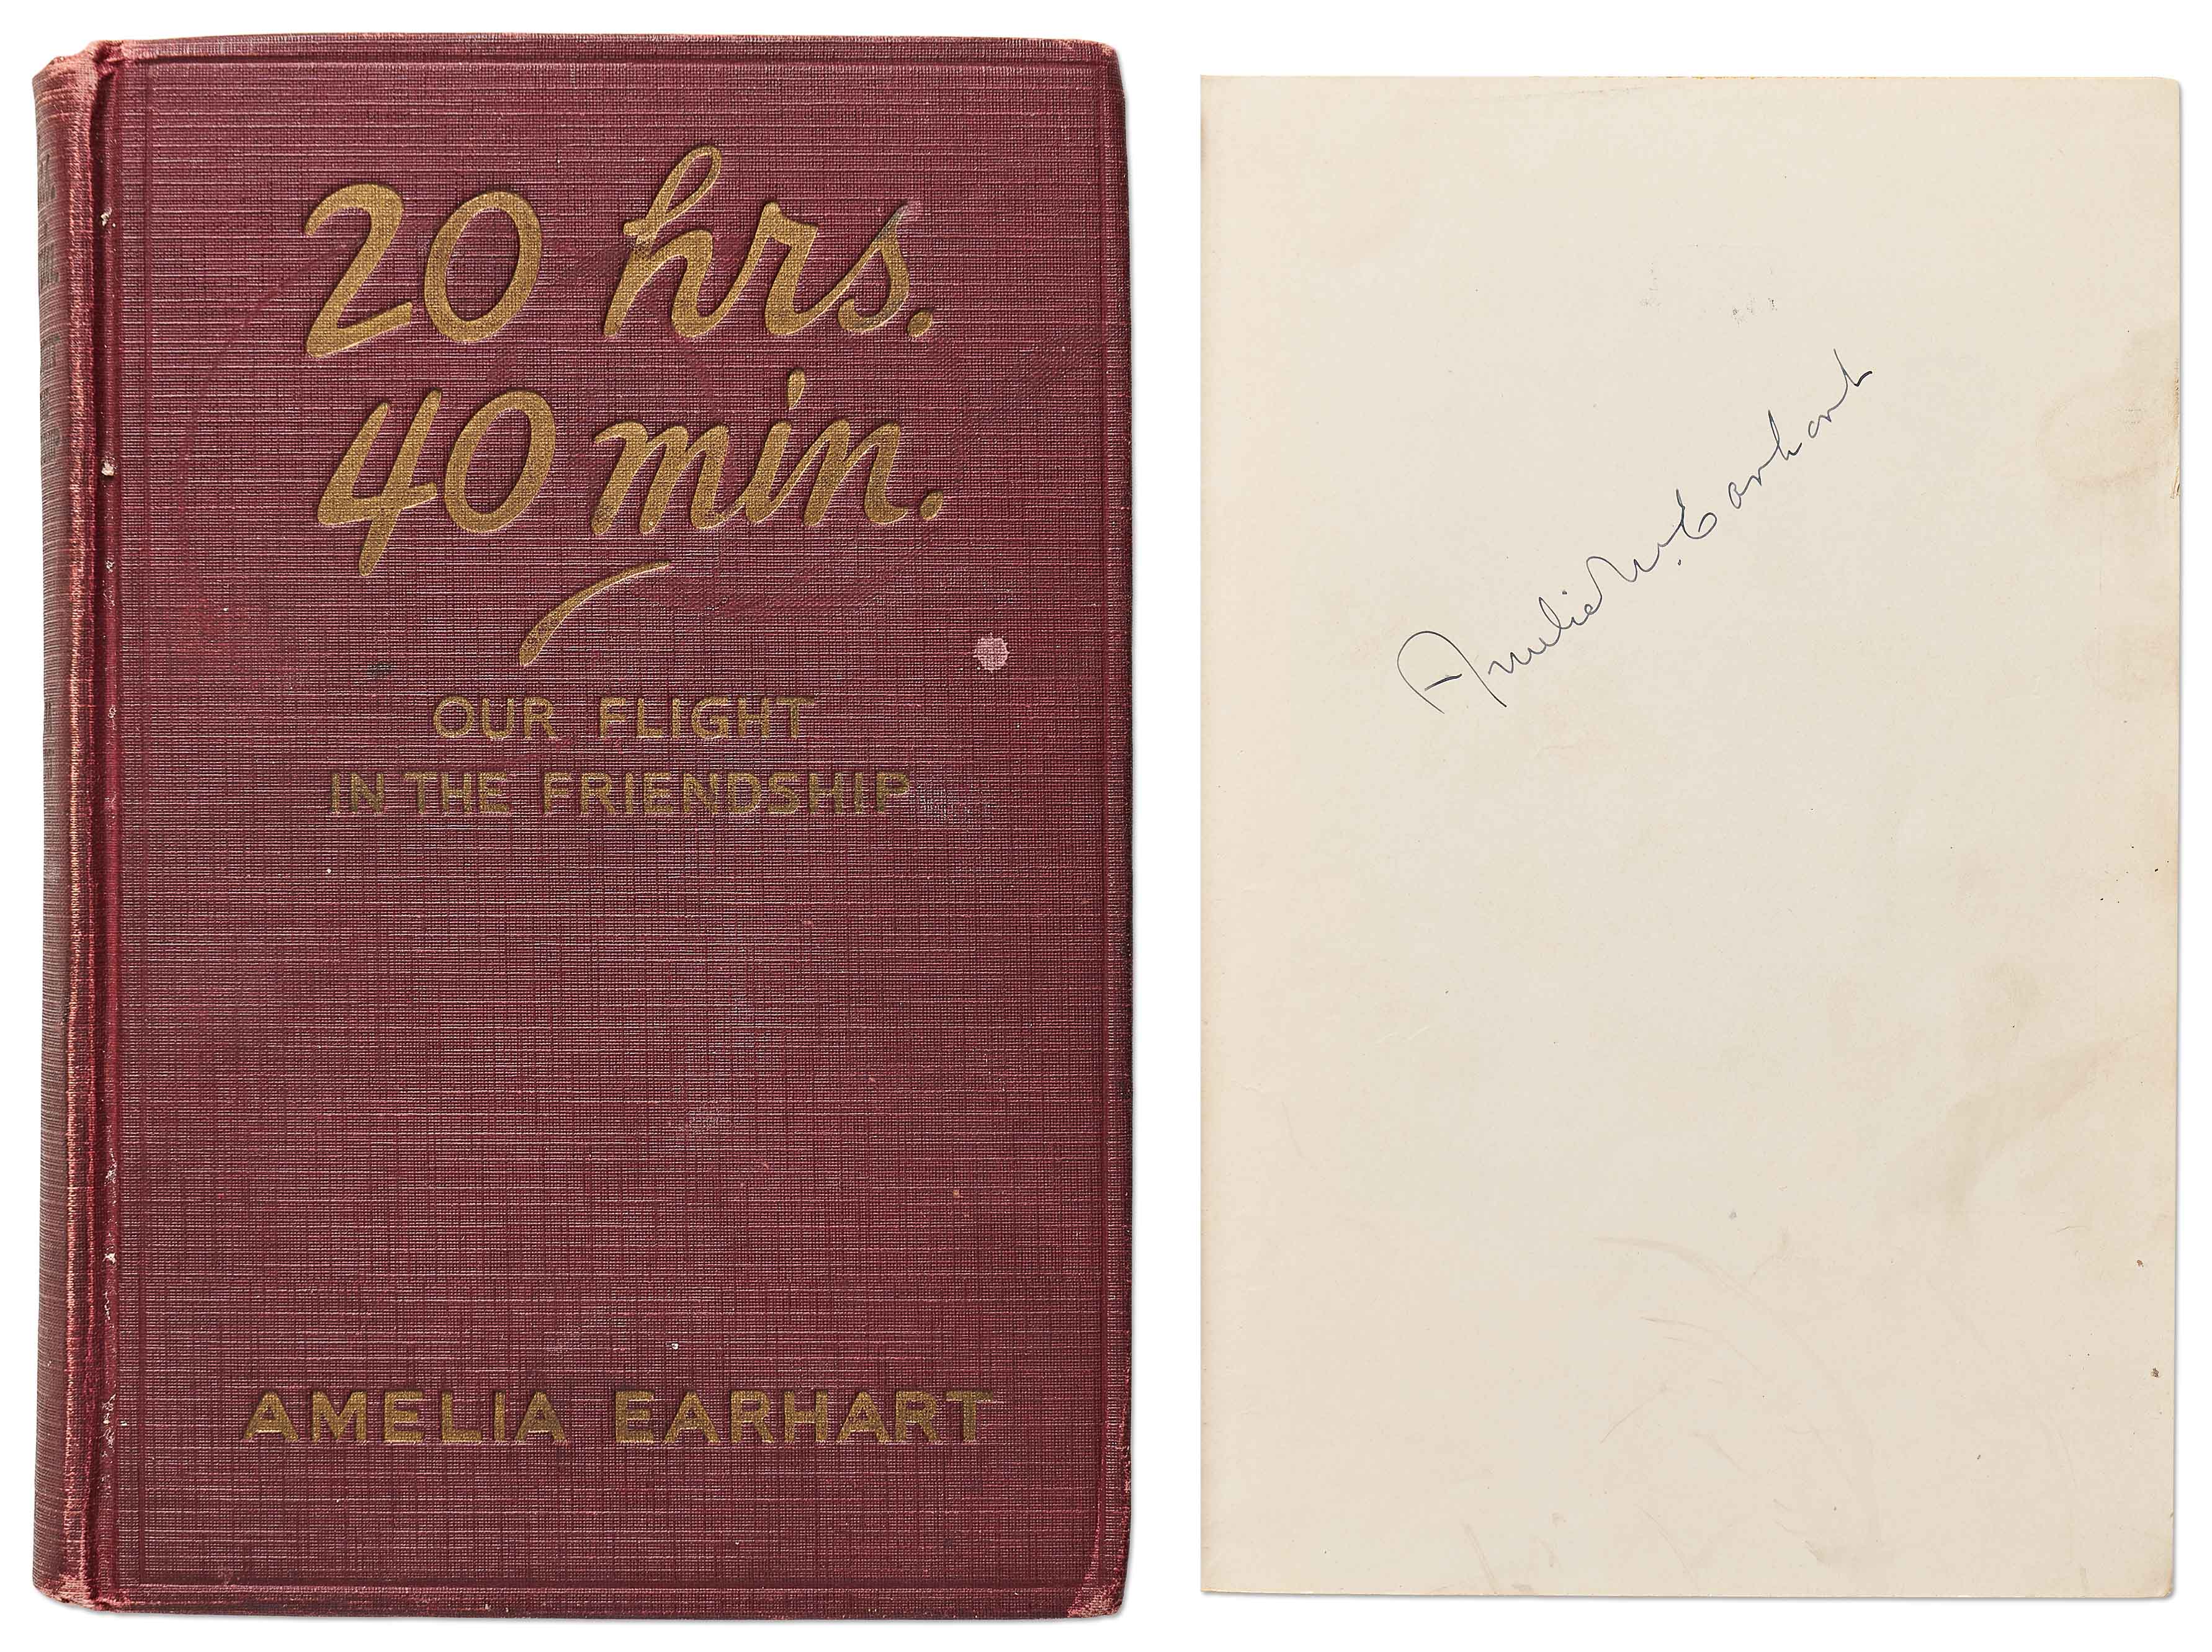 20 hrs.
40 min.
OUR FLIGHT
IN THE FRIENDSHIP
AMELIA EARHART
Amelia M. Earhart